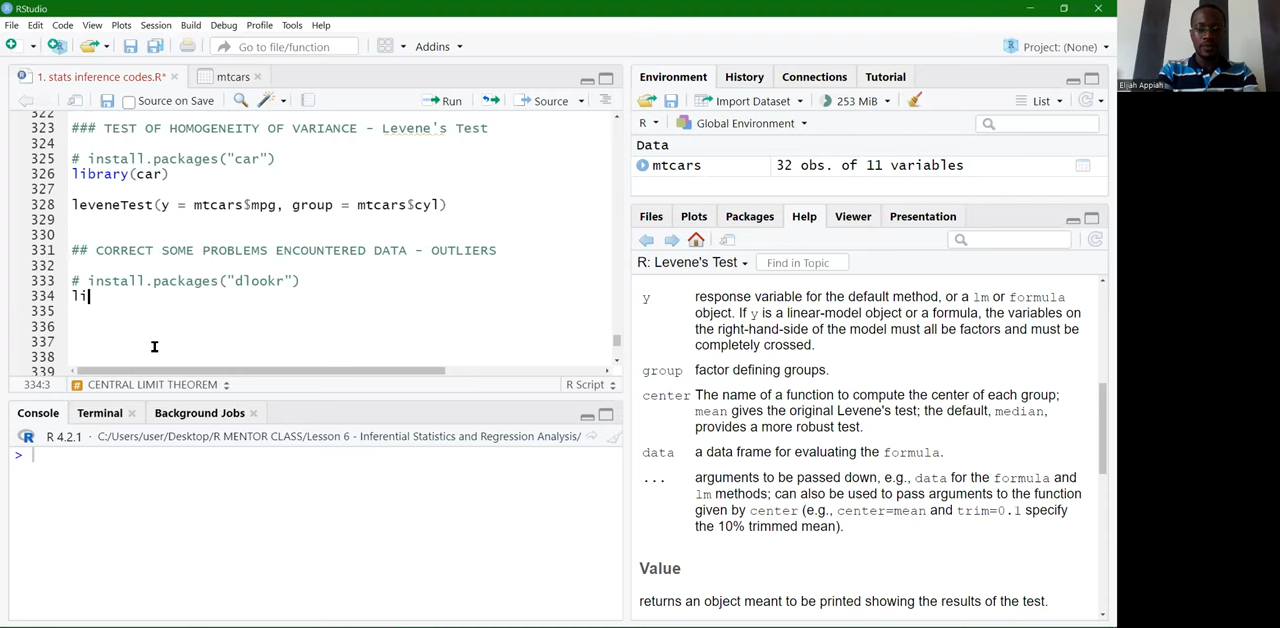 RStudio
File Edit Code View Plots Session Build Debug Profile Tools Help
Go to file/function Addins Project: (None)
1. stats inference codes.R* mtcars
Source on Save Run Source
322
323 ### TEST OF HOMOGENEITY OF VARIANCE - Levene's Test
324
325 # install.packages("car")
326 library(car)
327
328 leveneTest(y = mtcars$mpg, group = mtcars$cyl)
329
330
331 ## CORRECT SOME PROBLEMS ENCOUNTERED DATA - OUTLIERS
332
333 # install.packages("dlookr")
334 li
335
336
337
338
339
334:3 CENTRAL LIMIT THEOREM R Script
Console Terminal Background Jobs
R 4.2.1 · C:/Users/user/Desktop/R MENTOR CLASS/Lesson 6 - Inferential Statistics and Regression Analysis/
>
Environment History Connections Tutorial
Import Dataset 253 MiB List
R Global Environment
Data
mtcars 32 obs. of 11 variables
Files Plots Packages Help Viewer Presentation
R: Levene's Test Find in Topic
y response variable for the default method, or a lm or formula
object. If y is a linear-model object or a formula, the variables on
the right-hand-side of the model must all be factors and must be
completely crossed.
group factor defining groups.
center The name of a function to compute the center of each group;
mean gives the original Levene's test; the default, median,
provides a more robust test.
data a data frame for evaluating the formula.
... arguments to be passed down, e.g., data for the formula and
lm methods; can also be used to pass arguments to the function
given by center (e.g., center=mean and trim=0.1 specify
the 10% trimmed mean).
Value
returns an object meant to be printed showing the results of the test.
Elijah Appiah